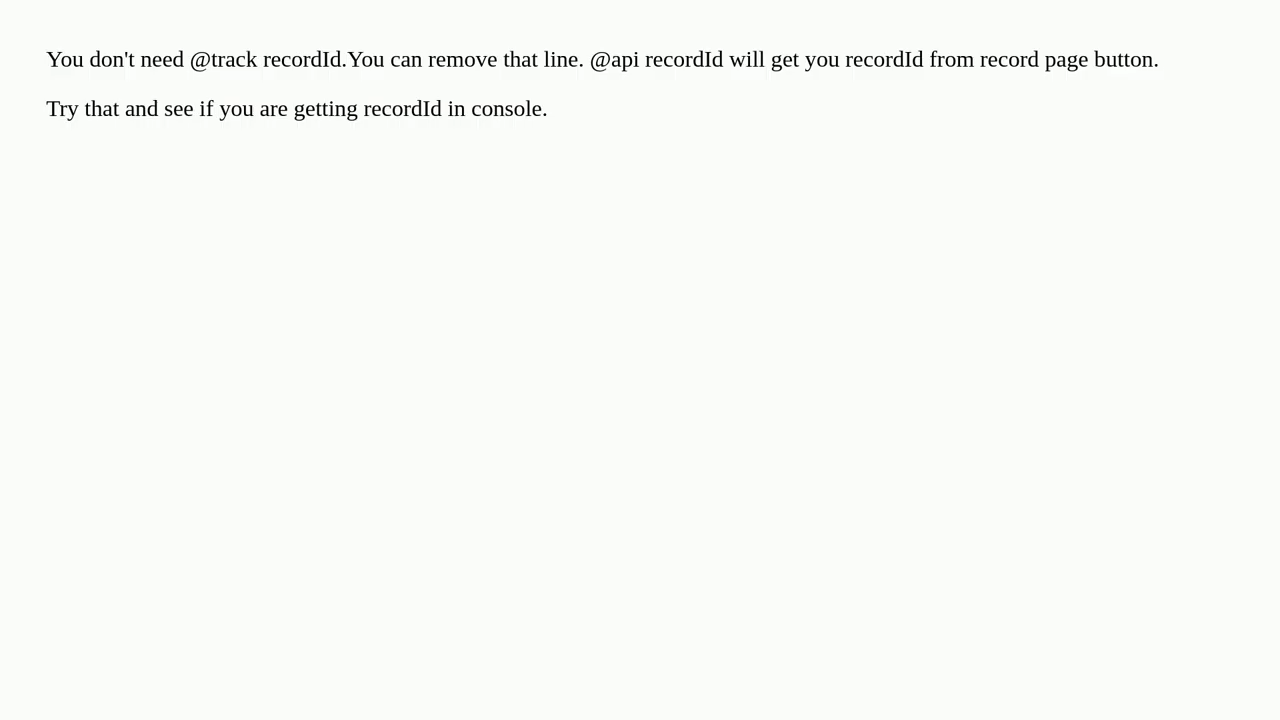 You don't need @track recordId.You can remove that line. @api recordId will get you recordId from record page button.
Try that and see if you are getting recordId in console.